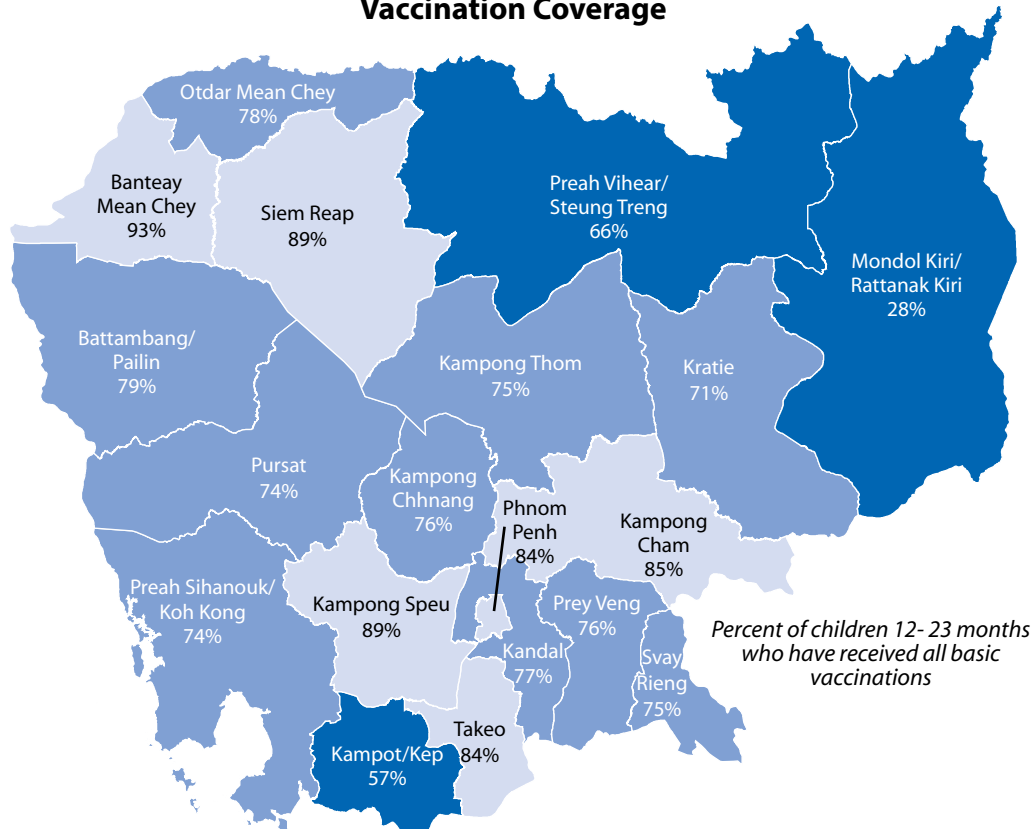 Vaccination Coverage
Otdar Mean Chey
78%
Banteay
Mean Chey
93%
Siem Reap
89%
Preah Vihear/
Steung Treng
66%
Mondol Kiri/
Rattanak Kiri
28%
Battambang/
Pailin
79%
Kampong Thom
75%
Kratie
71%
Pursat
74%
Kampong
Chhnang
76%
Phnom
Penh
84%
Kampong
Cham
85%
Preah Sihanouk/
Koh Kong
74%
Kampong Speu
89%
Prey Veng
76%
Kandal
77%
Svay
Rieng
75%
Percent of children 12- 23 months
who have received all basic
vaccinations
Takeo
84%
Kampot/Kep
57%